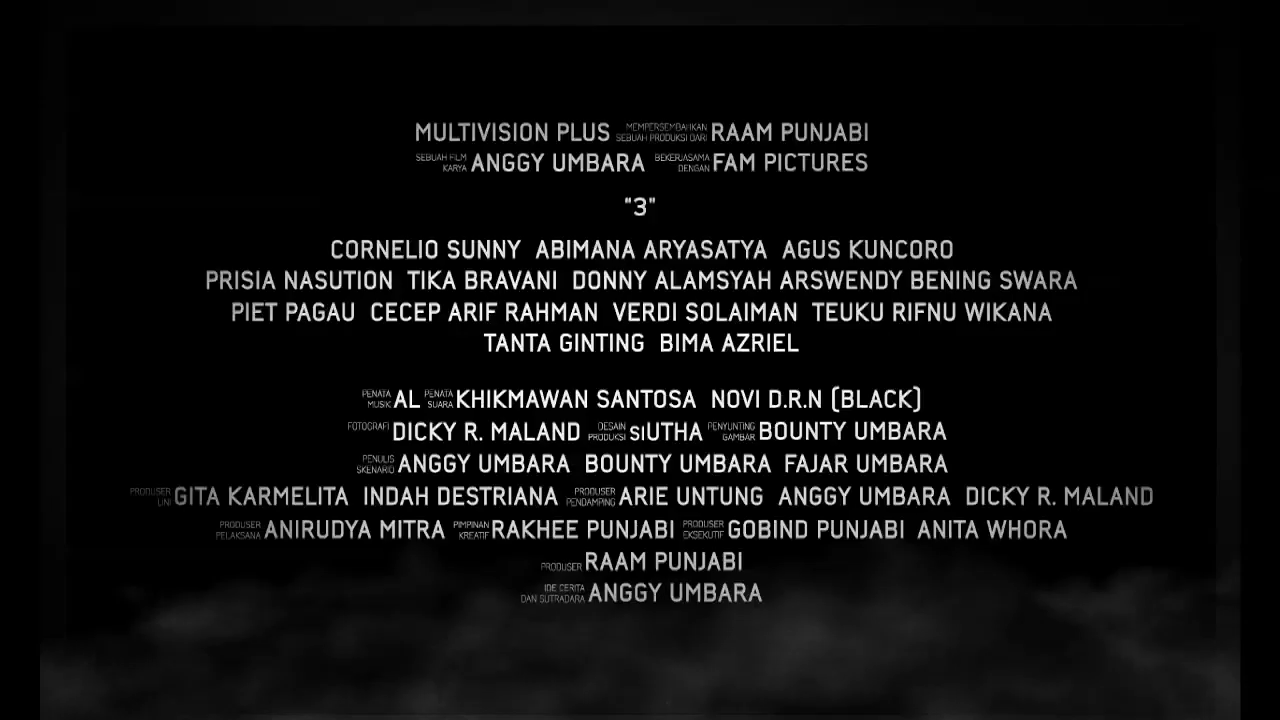 MULTIVISION PLUS MEMPERSEMBAHKAN SEBUAH PRODUKSI DARI RAAM PUNJABI
SEBUAH FILM KARYA ANGGY UMBARA BEKERJASAMA DENGAN FAM PICTURES
"3"
CORNELIO SUNNY ABIMANA ARYASATYA AGUS KUNCORO
PRISIA NASUTION TIKA BRAVANI DONNY ALAMSYAH ARSWENDY BENING SWARA
PIET PAGAU CECEP ARIF RAHMAN VERDI SOLAIMAN TEUKU RIFNU WIKANA
TANTA GINTING BIMA AZRIEL
PENATA MUSIK AL PENATA SUARA KHIKMAWAN SANTOSA NOVI D.R.N (BLACK)
FOTOGRAFI DICKY R. MALAND DESAIN PRODUKSI SIUTHA PENYUNTING GAMBAR BOUNTY UMBARA
PENULIS SKENARIO ANGGY UMBARA BOUNTY UMBARA FAJAR UMBARA
PRODUSER LINI GITA KARMELITA INDAH DESTRIANA PRODUSER PENDAMPING ARIE UNTUNG ANGGY UMBARA DICKY R. MALAND
PRODUSER PELAKSANA ANIRUDYA MITRA PIMPINAN KREATIF RAKHEE PUNJABI PRODUSER EKSEKUTIF GOBIND PUNJABI ANITA WHORA
PRODUSER RAAM PUNJABI
IDE CERITA DAN SUTRADARA ANGGY UMBARA